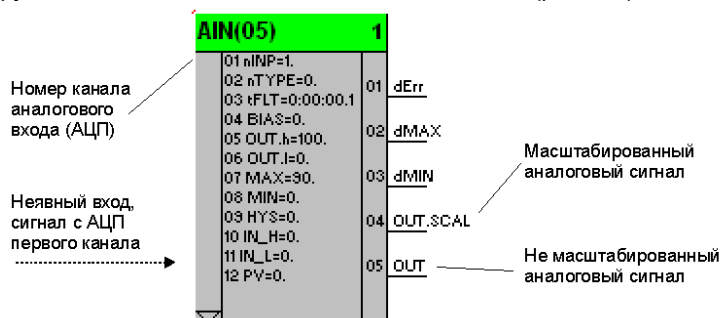 AIN(05) 1
01 nINP=1.
02 nTYPE=0.
03 tFLT=0:00:00.1
04 BIAS=0.
05 OUT.h=100.
06 OUT.l=0.
07 MAX=90.
08 MIN=0.
09 HYS=0.
10 IN_H=0.
11 IN_L=0.
12 PV=0.
01 dErr
02 dMAX
03 dMIN
04 OUT.SCAL
05 OUT
Номер канала
аналогового
входа (АЦП)
Неявный вход,
сигнал с АЦП
первого канала
Масштабированный
аналоговый сигнал
Не масштабированный
аналоговый сигнал